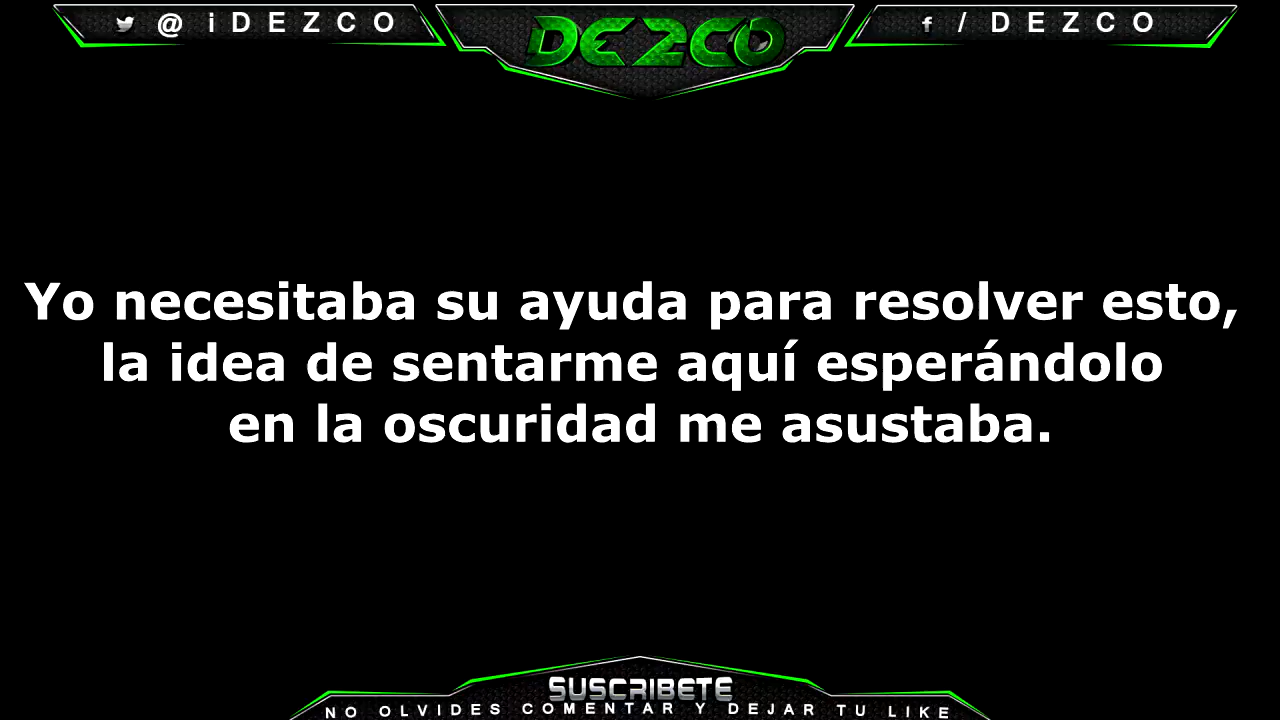 @iDEZCO
DEZCO
/DEZCO
Yo necesitaba su ayuda para resolver esto,
la idea de sentarme aquí esperándolo
en la oscuridad me asustaba.
SUSCRIBETE
NO OLVIDES COMENTAR Y DEJAR TU LIKE